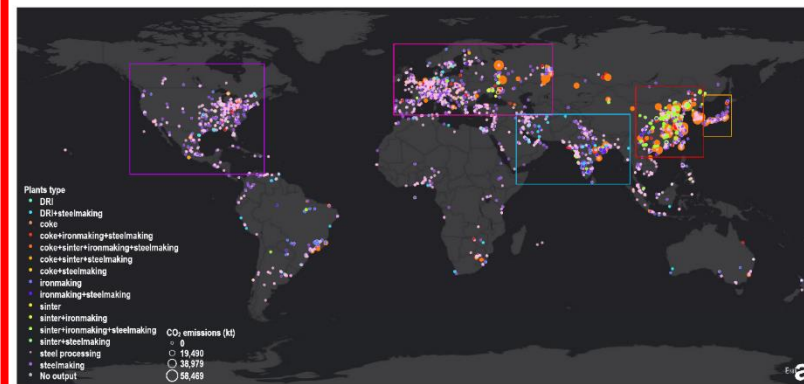 Plants type
DRI
DRI+steelmaking
coke
coke+ironmaking+steelmaking
coke+sinter+ironmaking+steelmaking
coke+sinter+steelmaking
coke+steelmaking
ironmaking
ironmaking+steelmaking
sinter
sinter+ironmaking
sinter+ironmaking+steelmaking
sinter+steelmaking
steel processing
steelmaking
No output
CO₂ emissions (kt)
0
19,490
38,979
58,469
a